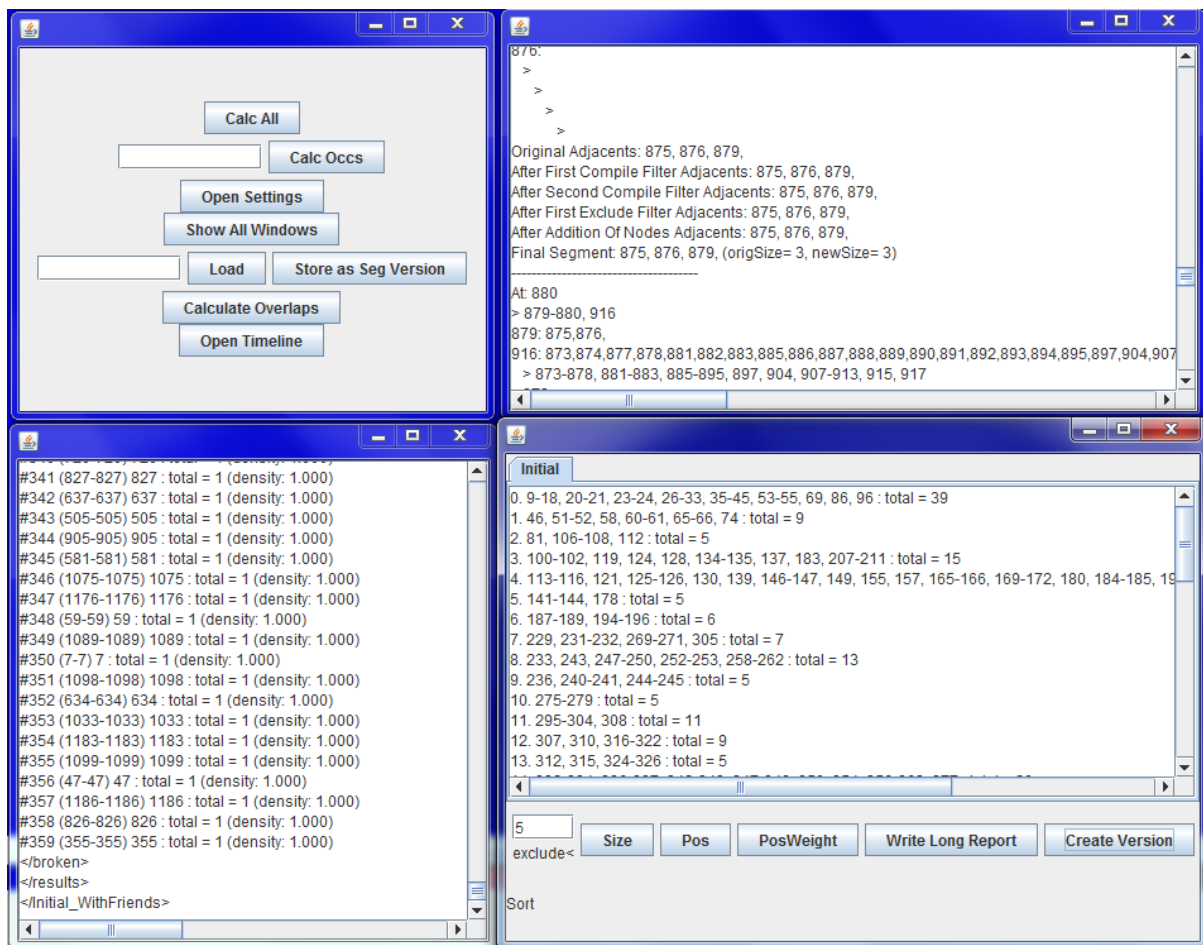 Calc All
Calc Occs
Open Settings
Show All Windows
Load Store as Seg Version
Calculate Overlaps
Open Timeline
876:
>
>
>
>
Original Adjacents: 875, 876, 879,
After First Compile Filter Adjacents: 875, 876, 879,
After Second Compile Filter Adjacents: 875, 876, 879,
After First Exclude Filter Adjacents: 875, 876, 879,
After Addition Of Nodes Adjacents: 875, 876, 879,
Final Segment: 875, 876, 879, (origSize= 3, newSize= 3)
-------------------------------------
At: 880
> 879-880, 916
879: 875,876,
916: 873,874,877,878,881,882,883,885,886,887,888,889,890,891,892,893,894,895,897,904,907
> 873-878, 881-883, 885-895, 897, 904, 907-913, 915, 917
#341 (827-827) 827 : total = 1 (density: 1.000)
#342 (637-637) 637 : total = 1 (density: 1.000)
#343 (505-505) 505 : total = 1 (density: 1.000)
#344 (905-905) 905 : total = 1 (density: 1.000)
#345 (581-581) 581 : total = 1 (density: 1.000)
#346 (1075-1075) 1075 : total = 1 (density: 1.000)
#347 (1176-1176) 1176 : total = 1 (density: 1.000)
#348 (59-59) 59 : total = 1 (density: 1.000)
#349 (1089-1089) 1089 : total = 1 (density: 1.000)
#350 (7-7) 7 : total = 1 (density: 1.000)
#351 (1098-1098) 1098 : total = 1 (density: 1.000)
#352 (634-634) 634 : total = 1 (density: 1.000)
#353 (1033-1033) 1033 : total = 1 (density: 1.000)
#354 (1183-1183) 1183 : total = 1 (density: 1.000)
#355 (1099-1099) 1099 : total = 1 (density: 1.000)
#356 (47-47) 47 : total = 1 (density: 1.000)
#357 (1186-1186) 1186 : total = 1 (density: 1.000)
#358 (826-826) 826 : total = 1 (density: 1.000)
#359 (355-355) 355 : total = 1 (density: 1.000)
</broken>
</results>
</Initial_WithFriends>
Initial
0. 9-18, 20-21, 23-24, 26-33, 35-45, 53-55, 69, 86, 96 : total = 39
1. 46, 51-52, 58, 60-61, 65-66, 74 : total = 9
2. 81, 106-108, 112 : total = 5
3. 100-102, 119, 124, 128, 134-135, 137, 183, 207-211 : total = 15
4. 113-116, 121, 125-126, 130, 139, 146-147, 149, 155, 157, 165-166, 169-172, 180, 184-185, 19
5. 141-144, 178 : total = 5
6. 187-189, 194-196 : total = 6
7. 229, 231-232, 269-271, 305 : total = 7
8. 233, 243, 247-250, 252-253, 258-262 : total = 13
9. 236, 240-241, 244-245 : total = 5
10. 275-279 : total = 5
11. 295-304, 308 : total = 11
12. 307, 310, 316-322 : total = 9
13. 312, 315, 324-326 : total = 5
5
exclude<
Size Pos PosWeight Write Long Report Create Version
Sort